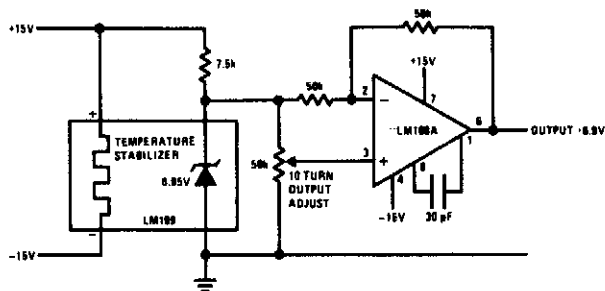 +15V
7.5k
50k
50k
+15V
2
7
6
LM108A
OUTPUT ±6.9V
1
3
8
4
30 pF
-15V
+
TEMPERATURE
STABILIZER
6.95V
50k
10 TURN
OUTPUT
ADJUST
LM199
-
-15V